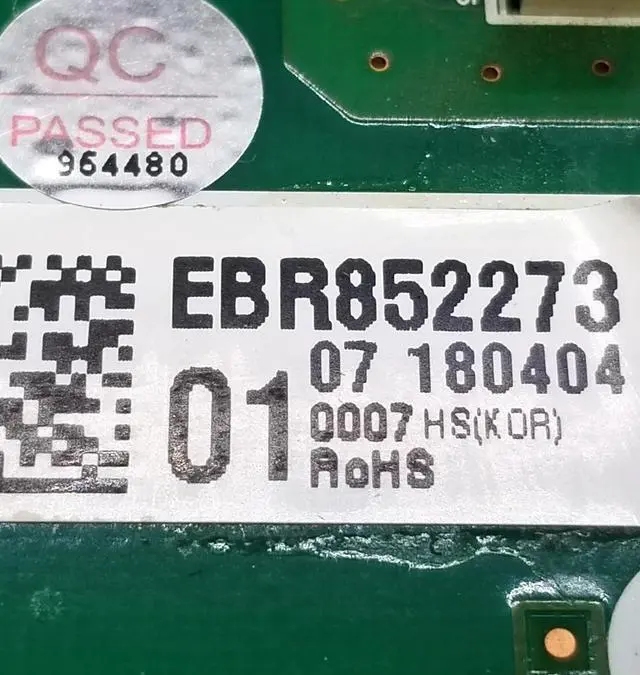 QC
PASSED
964480
EBR852273
01
07 180404
0007 HS(KOR)
RoHS